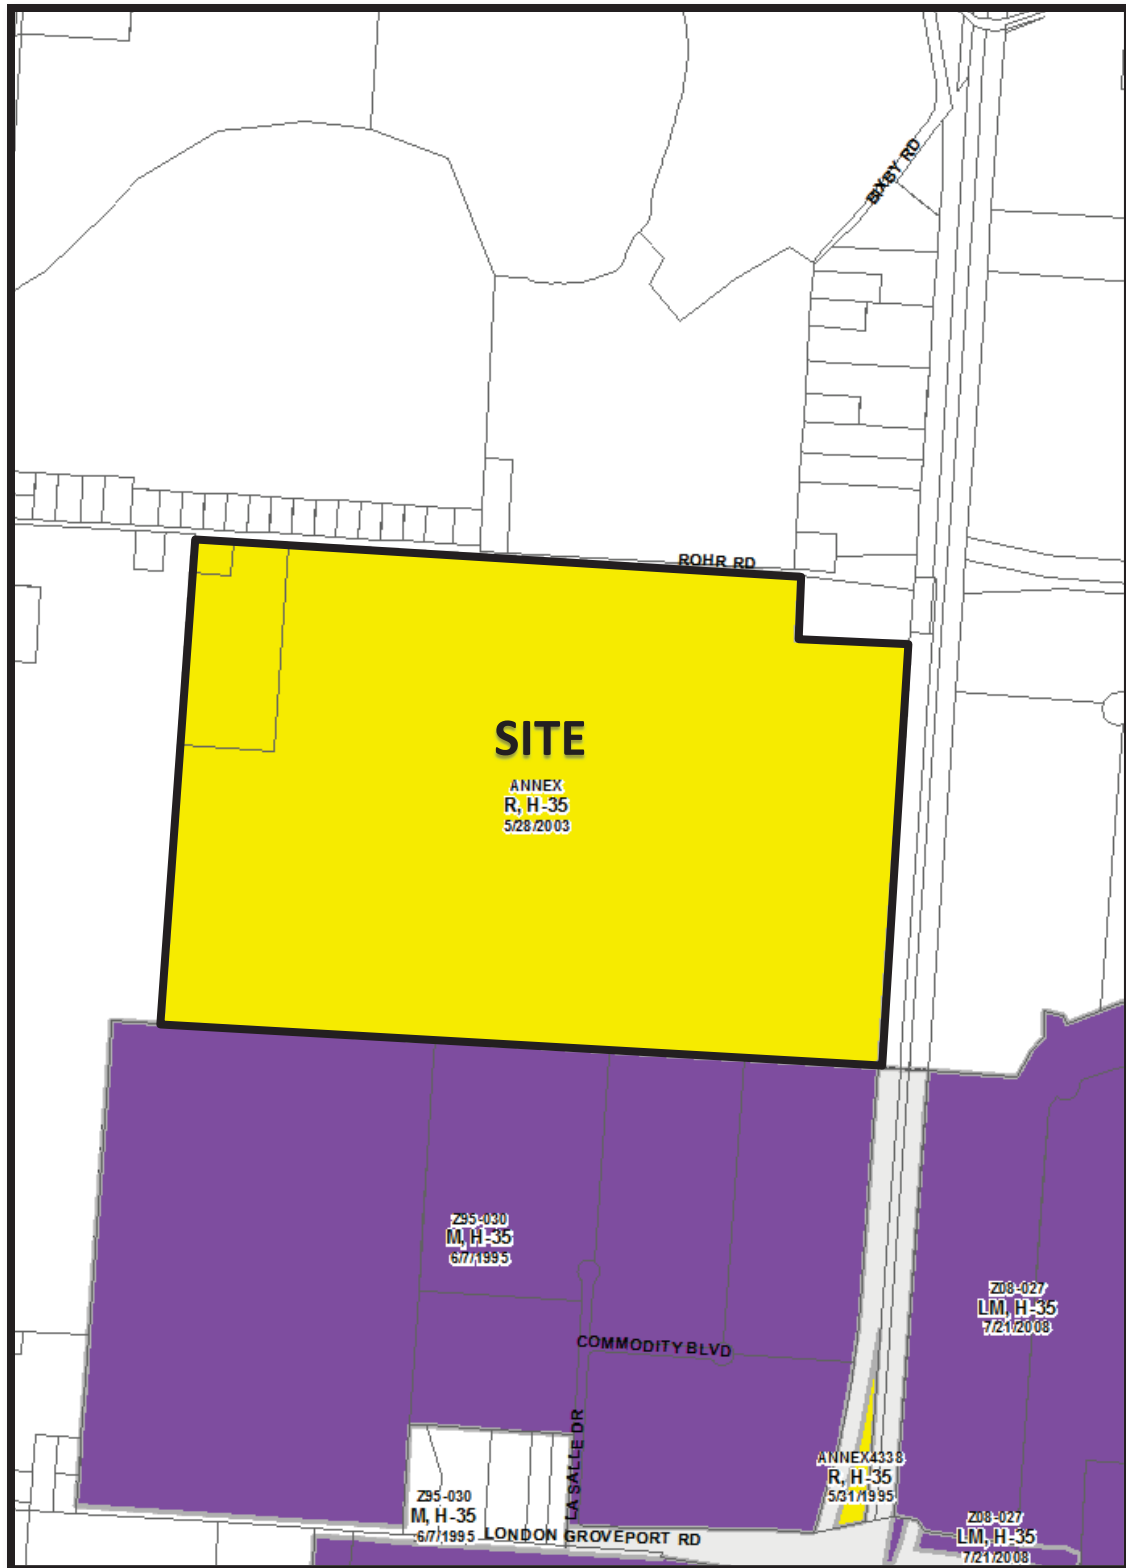 BIXBY RD
ROHR RD
SITE
ANNEX
R, H-35
5/28/2003
Z95-030
M, H-35
6/7/1995
Z08-027
LM, H-35
7/21/2008
COMMODITY BLVD
LA SALLE DR
ANNEX4338
R, H-35
5/31/1995
Z95-030
M, H-35
6/7/1995
LONDON GROVEPORT RD
Z08-027
LM, H-35
7/21/2008